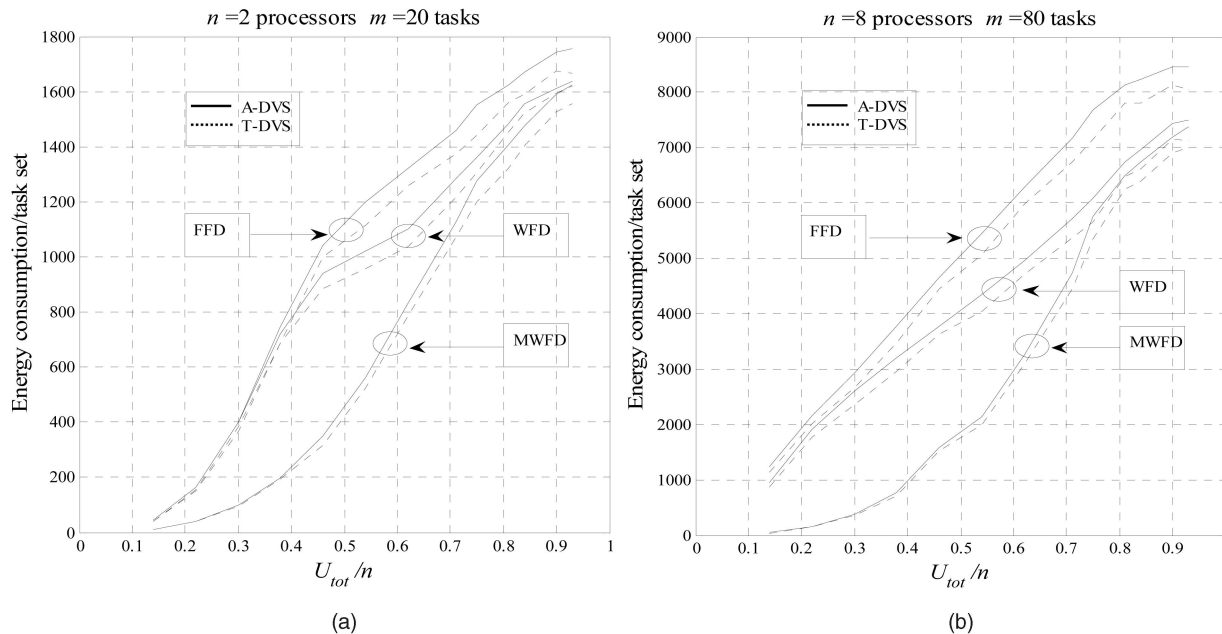 n =2 processors m =20 tasks
1800
1600
1400
1200
1000
800
600
400
200
0
Energy consumption/task set
A-DVS
T-DVS
FFD
WFD
MWFD
0 0.1 0.2 0.3 0.4 0.5 0.6 0.7 0.8 0.9 1
U_tot /n
(a)
n =8 processors m =80 tasks
9000
8000
7000
6000
5000
4000
3000
2000
1000
0
Energy consumption/task set
A-DVS
T-DVS
FFD
WFD
MWFD
0 0.1 0.2 0.3 0.4 0.5 0.6 0.7 0.8 0.9
U_tot /n
(b)